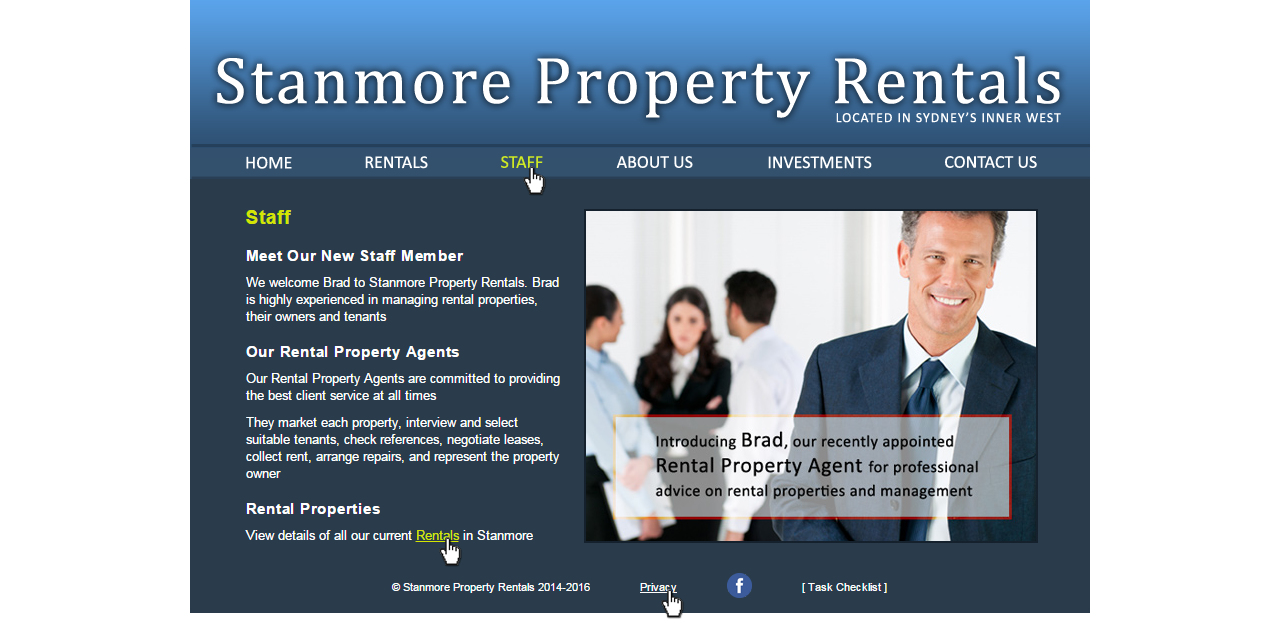 Stanmore Property Rentals
LOCATED IN SYDNEY'S INNER WEST
HOME RENTALS STAFF ABOUT US INVESTMENTS CONTACT US
Staff
Meet Our New Staff Member
We welcome Brad to Stanmore Property Rentals. Brad
is highly experienced in managing rental properties,
their owners and tenants
Our Rental Property Agents
Our Rental Property Agents are committed to providing
the best client service at all times
They market each property, interview and select
suitable tenants, check references, negotiate leases,
collect rent, arrange repairs, and represent the property
owner
Rental Properties
View details of all our current Rentals in Stanmore
Introducing Brad, our recently appointed
Rental Property Agent for professional
advice on rental properties and management
© Stanmore Property Rentals 2014-2016 Privacy f [ Task Checklist ]